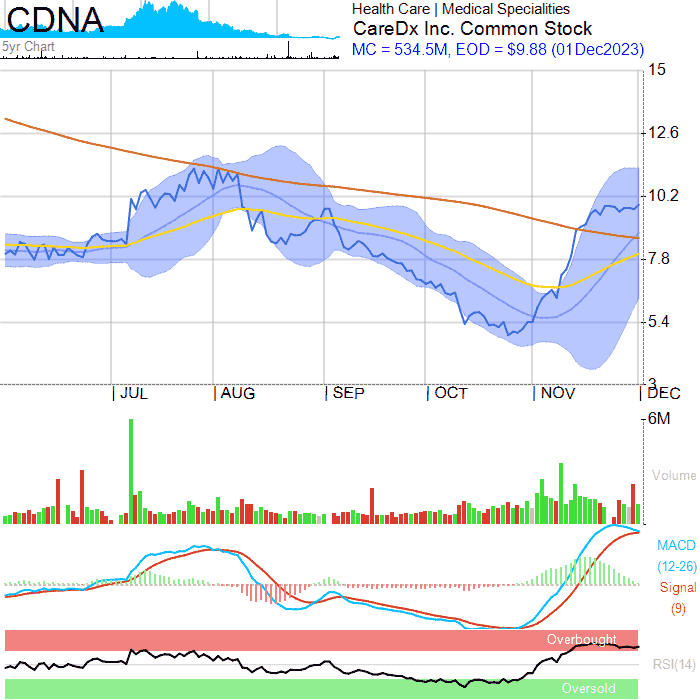 CDNA
5yr Chart
Health Care | Medical Specialities
CareDx Inc. Common Stock
MC = 534.5M, EOD = $9.88 (01Dec2023)
15
12.6
10.2
7.8
5.4
3
JUL AUG SEP OCT NOV DEC
6M
Volume
MACD
(12-26)
Signal
(9)
Overbought
RSI(14)
Oversold